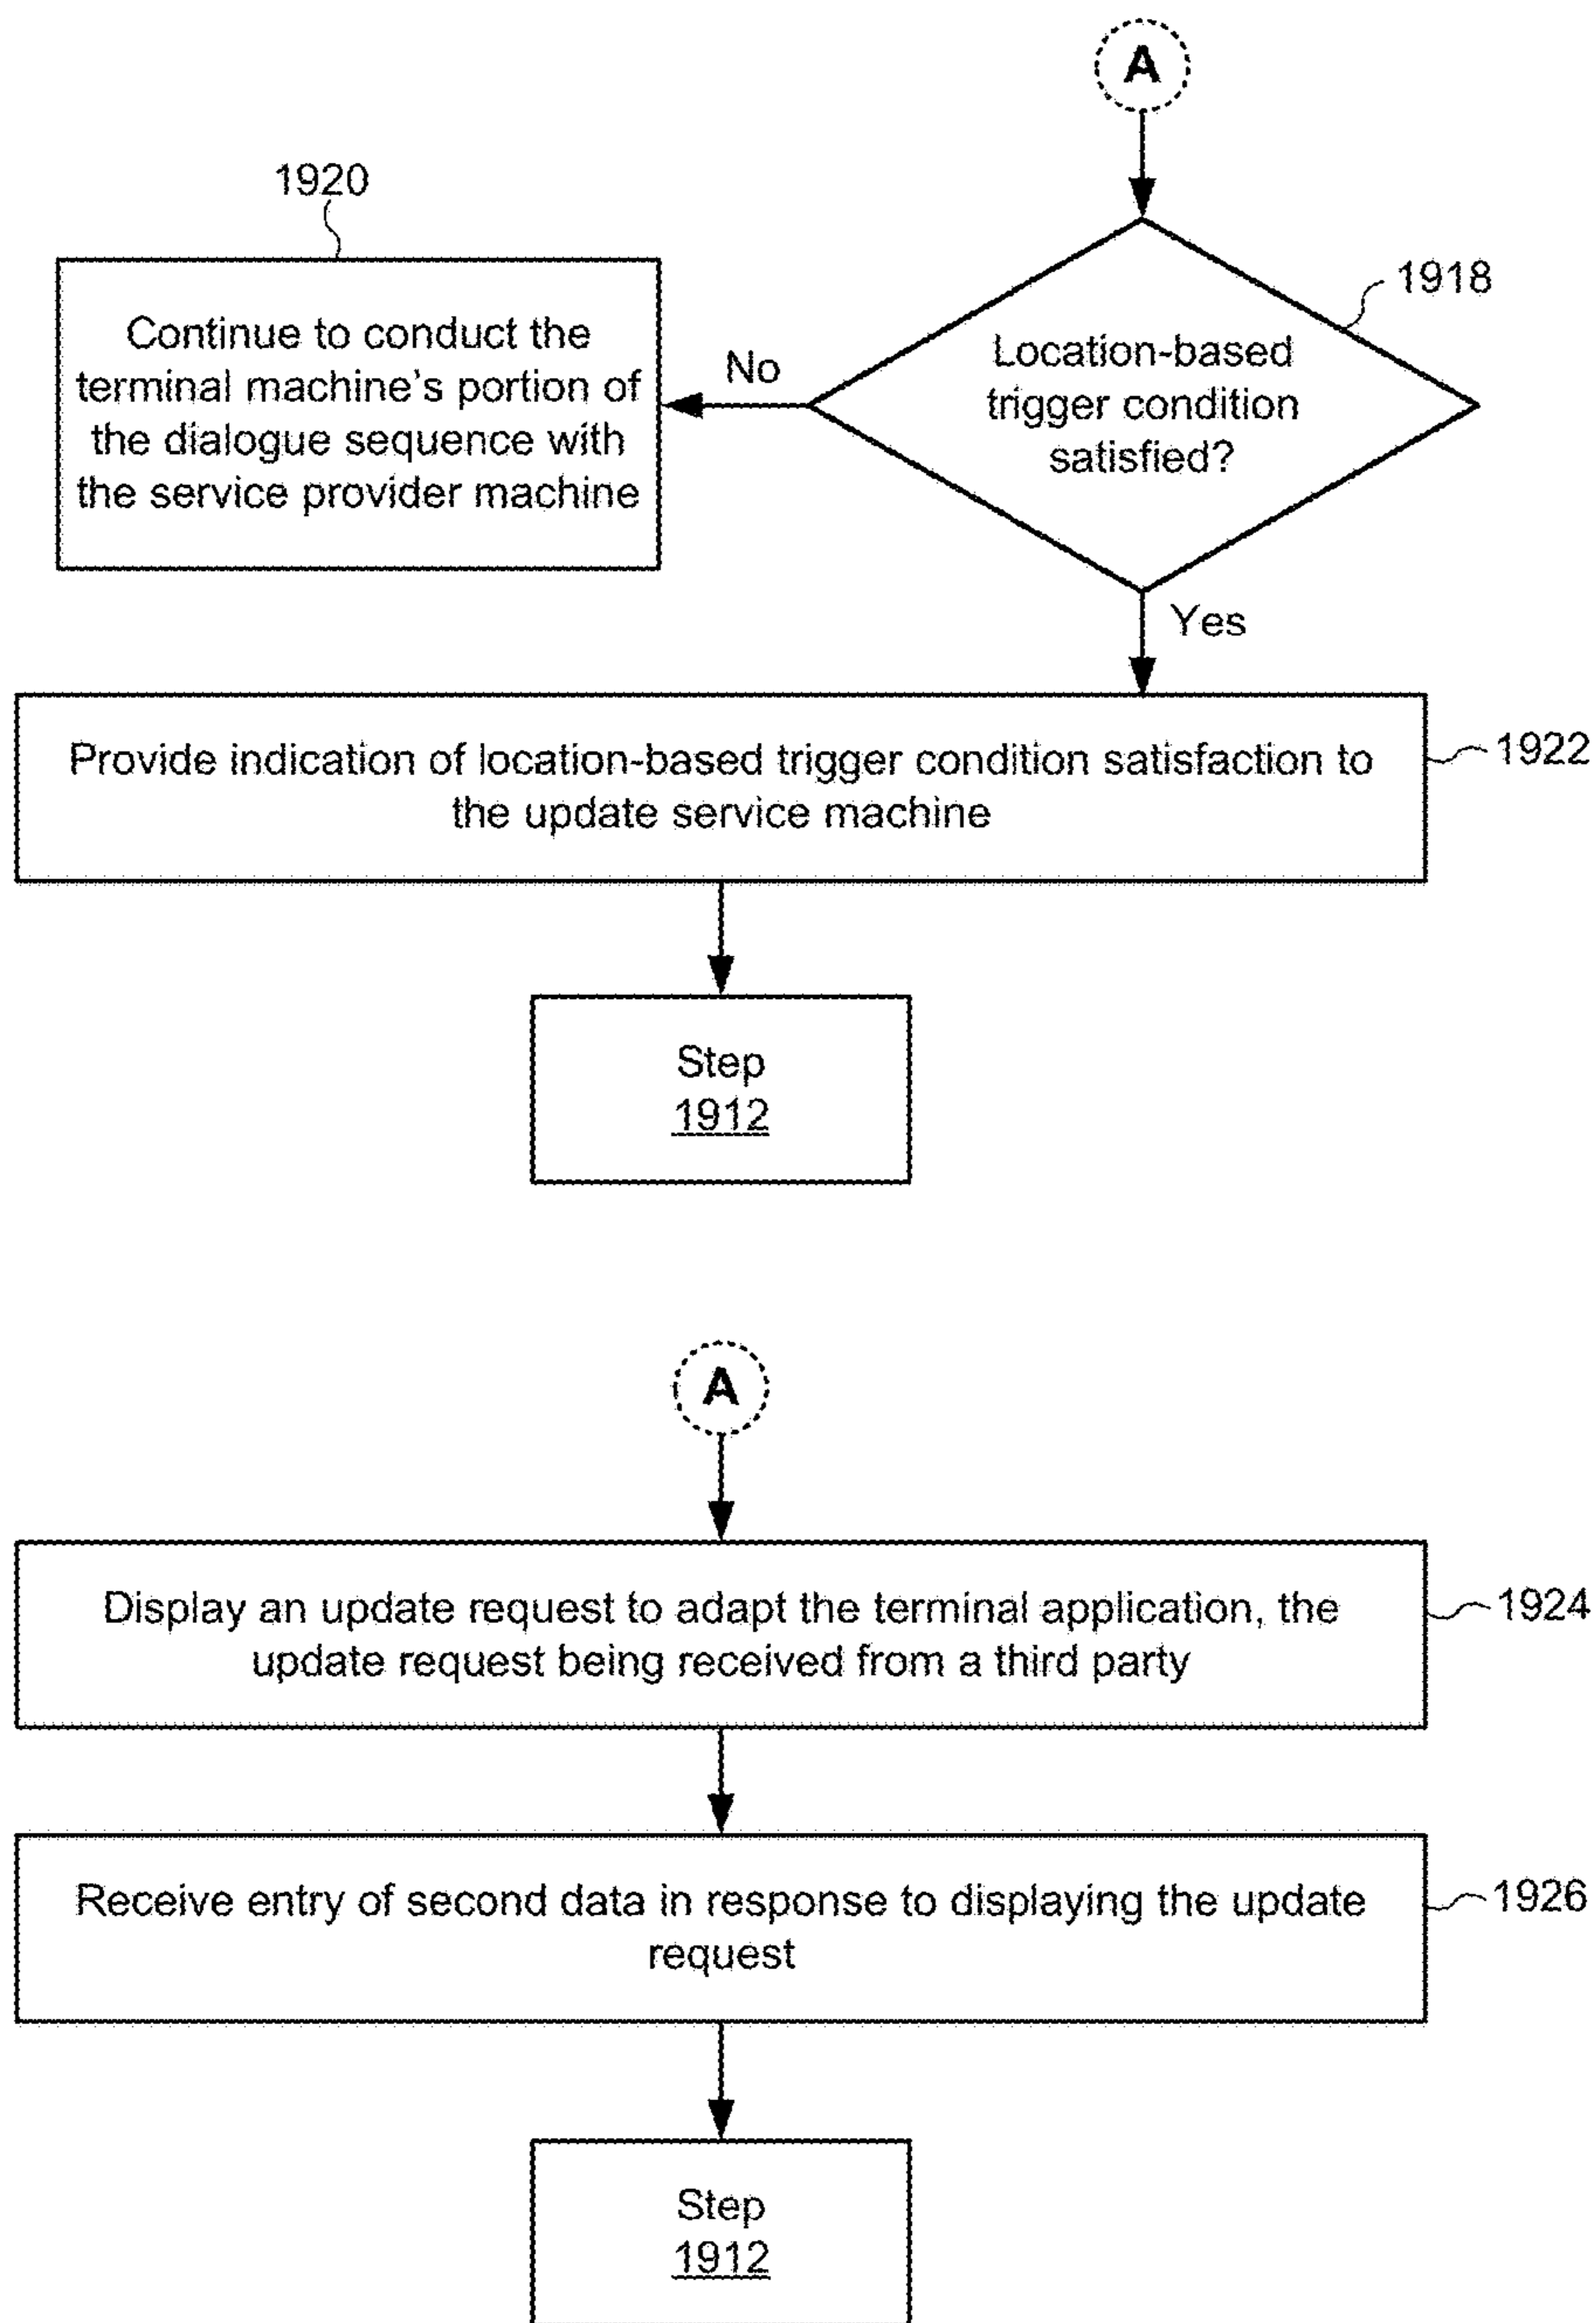 A
1920
Continue to conduct the
terminal machine's portion of
the dialogue sequence with
the service provider machine
No
1918
Location-based
trigger condition
satisfied?
Yes
Provide indication of location-based trigger condition satisfaction to
the update service machine
1922
Step
1912
A
Display an update request to adapt the terminal application, the
update request being received from a third party
1924
Receive entry of second data in response to displaying the update
request
1926
Step
1912